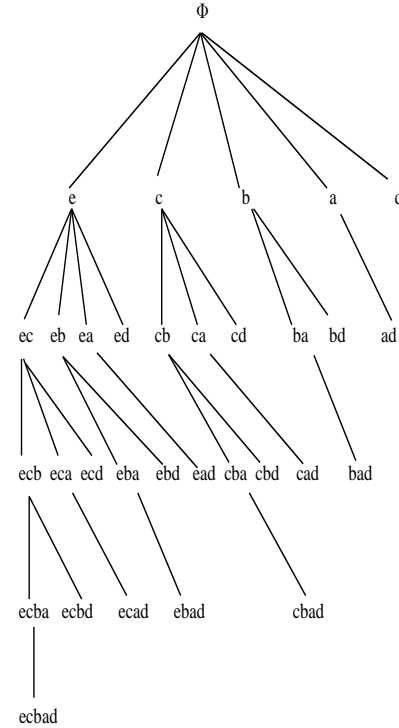 Φ
e c b a
ec eb ea ed cb ca cd ba bd ad
ecb eca ecd eba ebd ead cba cbd cad bad
ecba ecbd ecad ebad cbad
ecbad